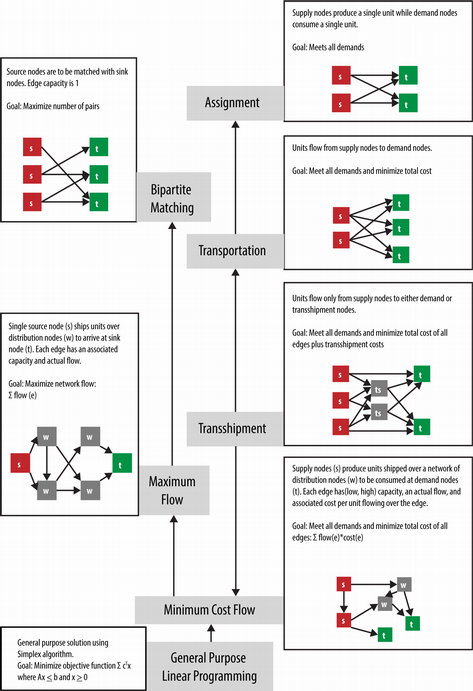 Supply nodes produce a single unit while demand nodes
consume a single unit.
Goal: Meets all demands
s
t
s
t
Assignment
Source nodes are to be matched with sink
nodes. Edge capacity is 1
Goal: Maximize number of pairs
s
t
s
t
s
t
Bipartite
Matching
Units flow from supply nodes to demand nodes.
Goal: Meet all demands and minimize total cost
t
s
t
s
t
Transportation
Units flow only from supply nodes to either demand or
transshipment nodes.
Goal: Meet all demands and minimize total cost of all
edges plus transshipment costs
s
t
ts
s
ts
s
t
Transshipment
Single source node (s) ships units over
distribution nodes (w) to arrive at sink
node (t). Each edge has an associated
capacity and actual flow.
Goal: Maximize network flow:
Σ flow (e)
w
w
s
t
w
w
Maximum
Flow
Supply nodes (s) produce units shipped over a network of
distribution nodes (w) to be consumed at demand nodes
(t). Each edge has(low, high) capacity, an actual flow, and
associated cost per unit flowing over the edge.
Goal: Meet all demands and minimize total cost of all
edges: Σ flow(e)*cost(e)
s
w
w
s
t
t
Minimum Cost Flow
General purpose solution using
Simplex algorithm.
Goal: Minimize objective function Σ cᵗx
where Ax ≤ b and x ≥ 0
General Purpose
Linear Programming